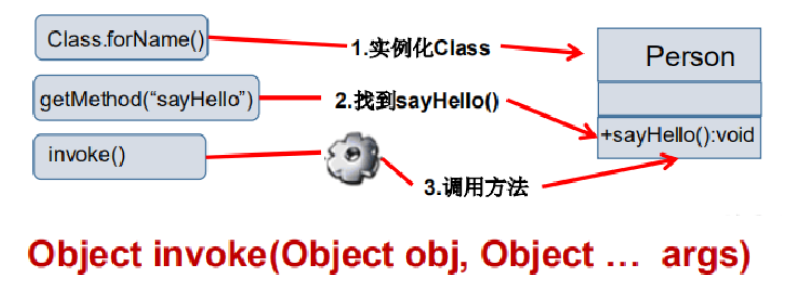 Class.forName()
1.实例化Class
Person
getMethod(“sayHello”)
2.找到sayHello()
+sayHello():void
invoke()
3.调用方法
Object invoke(Object obj, Object … args)